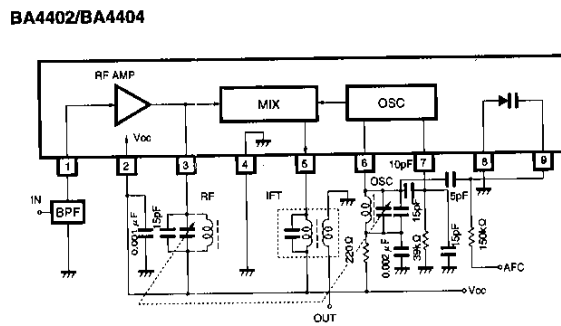 BA4402/BA4404
RF AMP
MIX
OSC
Vcc
1
2
3
4
5
6
10pF
7
8
9
IN
BPF
0.001μF
15pF
RF
IFT
220Ω
OSC
0.002μF
15pF
39kΩ
5pF
15pF
150kΩ
AFC
Vcc
OUT